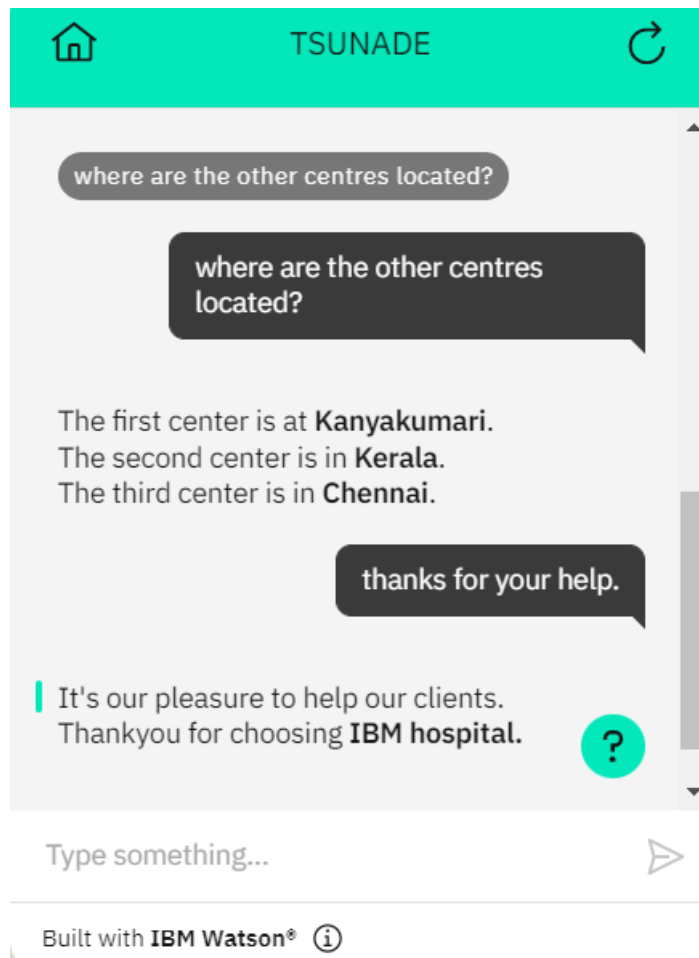 TSUNADE
where are the other centres located?
where are the other centres
located?
The first center is at Kanyakumari.
The second center is in Kerala.
The third center is in Chennai.
thanks for your help.
It's our pleasure to help our clients.
Thankyou for choosing IBM hospital.
?
Type something...
Built with IBM Watson® i